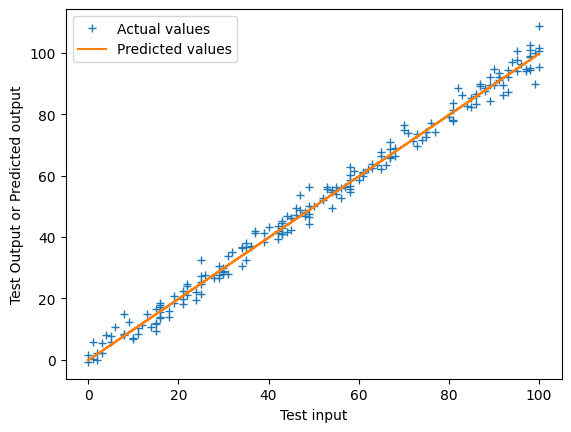 Actual values
Predicted values
100
80
60
40
20
0
Test Output or Predicted output
0 20 40 60 80 100
Test input